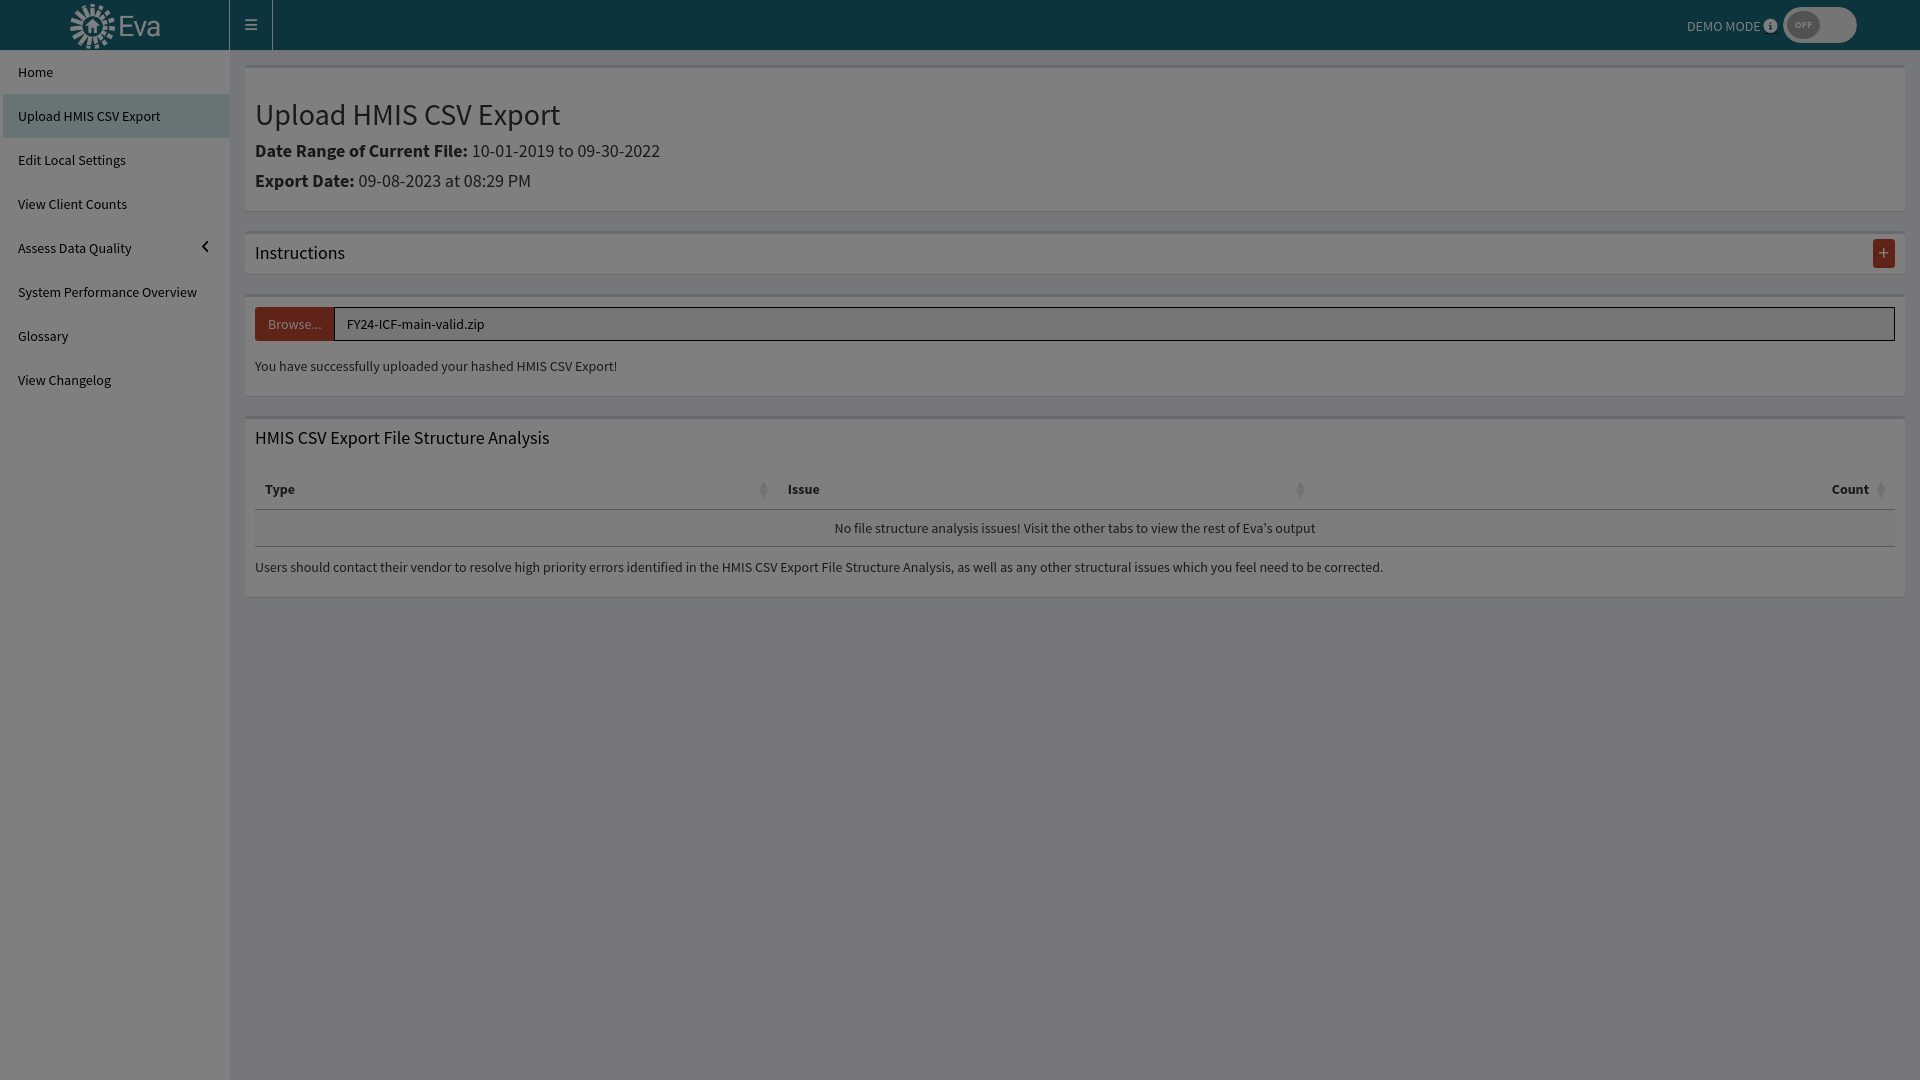 Eva
DEMO MODE
OFF
Home
Upload HMIS CSV Export
Edit Local Settings
View Client Counts
Assess Data Quality
System Performance Overview
Glossary
View Changelog
Upload HMIS CSV Export
Date Range of Current File: 10-01-2019 to 09-30-2022
Export Date: 09-08-2023 at 08:29 PM
Instructions
+
Browse... FY24-ICF-main-valid.zip
You have successfully uploaded your hashed HMIS CSV Export!
HMIS CSV Export File Structure Analysis
Type Issue Count
No file structure analysis issues! Visit the other tabs to view the rest of Eva's output
Users should contact their vendor to resolve high priority errors identified in the HMIS CSV Export File Structure Analysis, as well as any other structural issues which you feel need to be corrected.